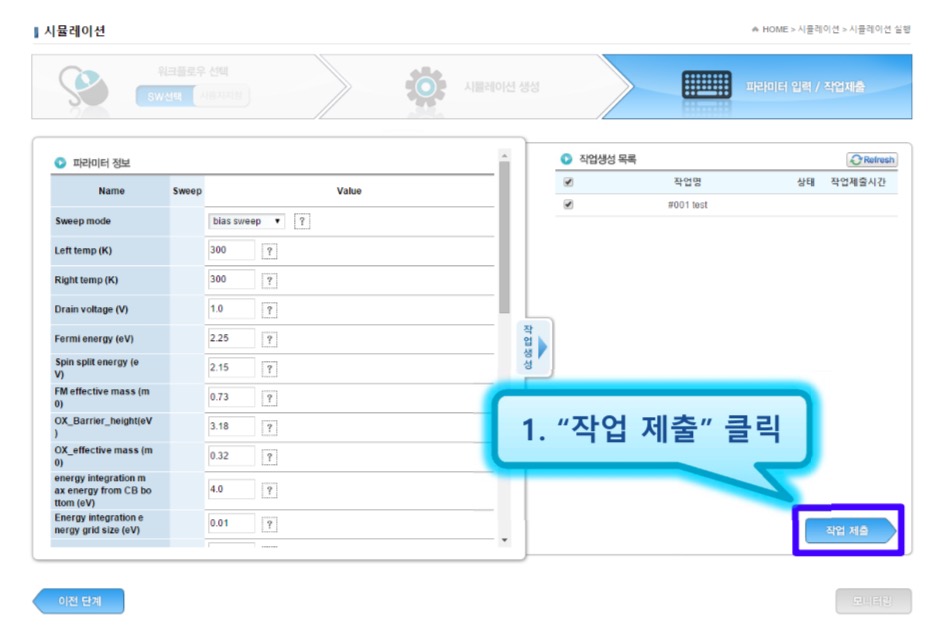 시뮬레이션
HOME > 시뮬레이션 > 시뮬레이션 실행
워크플로우 선택
SW선택 사용자저장
시뮬레이션 생성
파라미터 입력 / 작업제출
파라미터 정보
Name Sweep Value
Sweep mode bias sweep ?
Left temp (K) 300 ?
Right temp (K) 300 ?
Drain voltage (V) 1.0 ?
Fermi energy (eV) 2.25 ?
Spin split energy (e
V) 2.15 ?
FM effective mass (m
0) 0.73 ?
OX_Barrier_height(eV
) 3.18 ?
OX_effective mass (m
0) 0.32 ?
energy integration m
ax energy from CB bo
ttom (eV) 4.0 ?
Energy integration e
nergy grid size (eV) 0.01 ?
작
업
생
성
작업생성 목록 Refresh
작업명 상태 작업제출시간
#001 test
1. “작업 제출” 클릭
작업 제출
이전 단계
모니터링